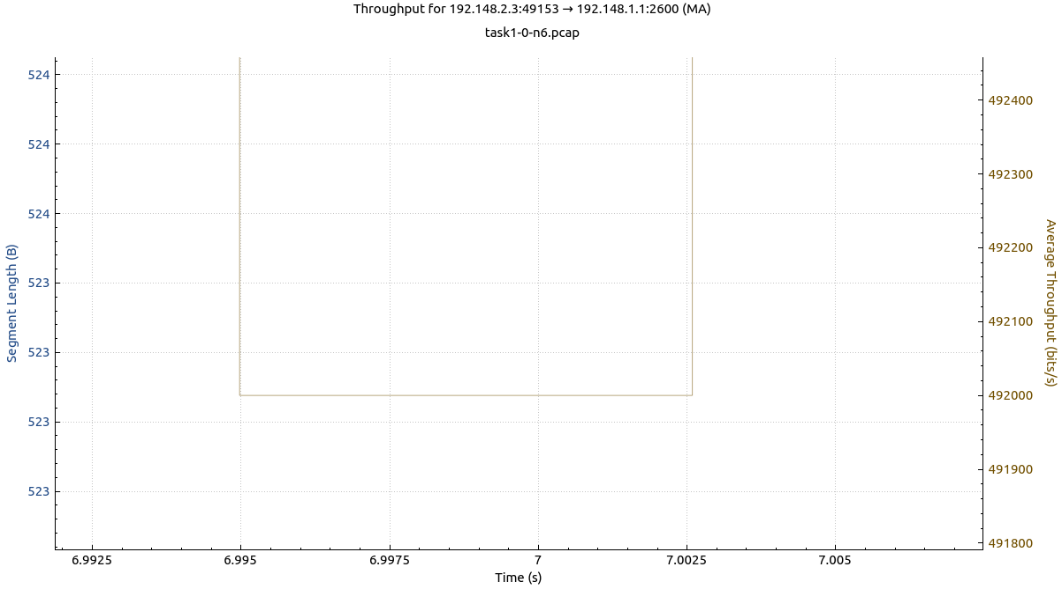 Throughput for 192.148.2.3:49153 → 192.148.1.1:2600 (MA)
task1-0-n6.pcap
Segment Length (B)
524
524
524
523
523
523
523
492400
492300
492200
492100
492000
491900
491800
Average Throughput (bits/s)
6.9925 6.995 6.9975 7 7.0025 7.005
Time (s)